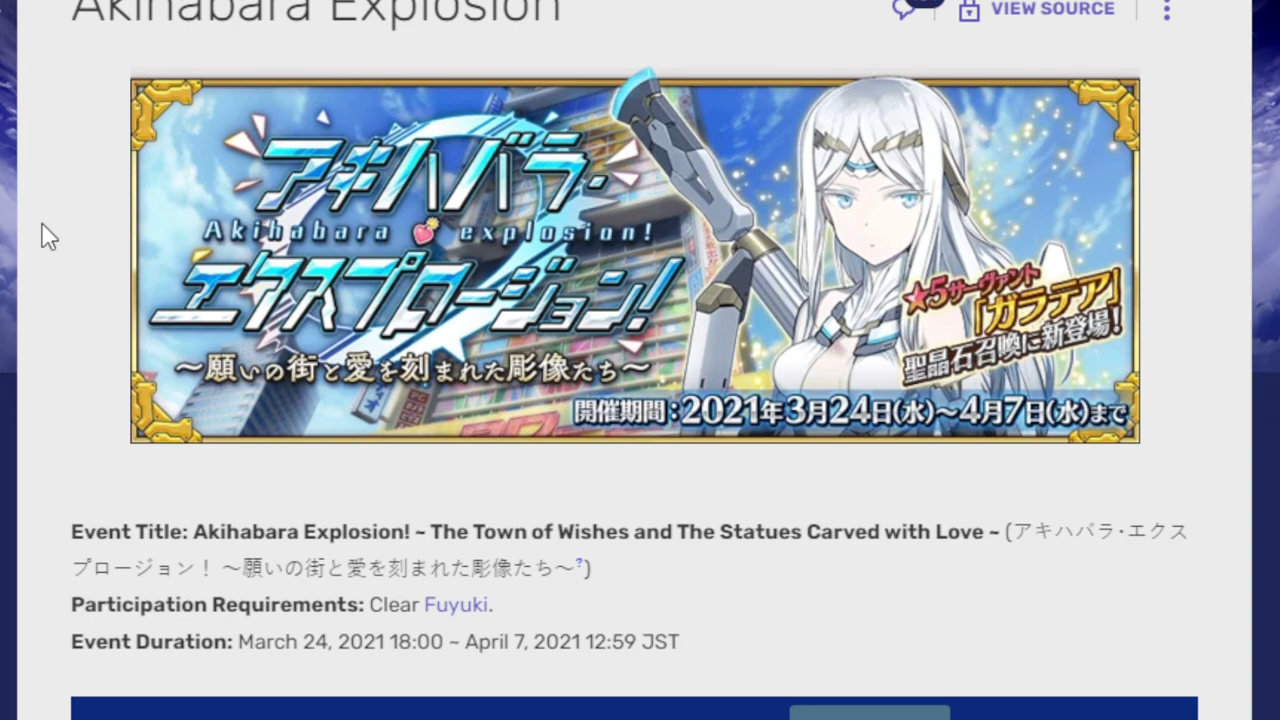 Akihabara Explosion
VIEW SOURCE
アキハバラ・
Akihabara explosion!
エクスプロージョン!
～願いの街と愛を刻まれた彫像たち～
★5サーヴァント
「ガラテア」
聖晶石召喚に新登場!
開催期間:2021年3月24日(水)～4月7日(水)まで
Event Title: Akihabara Explosion! ~ The Town of Wishes and The Statues Carved with Love ~ (アキハバラ・エクス
プロージョン！ ～願いの街と愛を刻まれた彫像たち～?)
Participation Requirements: Clear Fuyuki.
Event Duration: March 24, 2021 18:00 ~ April 7, 2021 12:59 JST